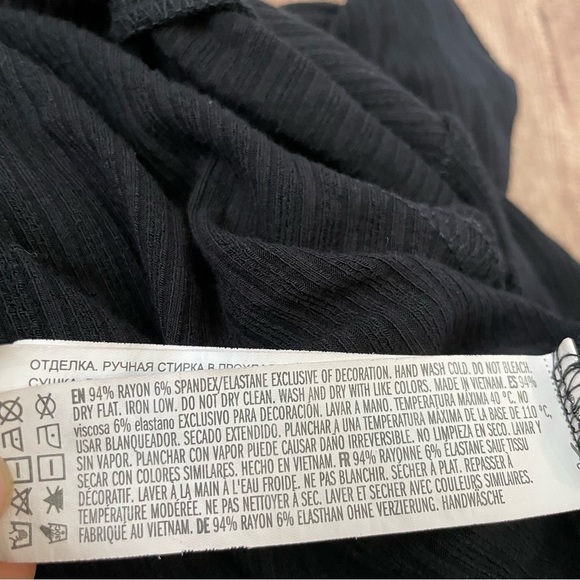 ОТДЕЛКА. РУЧНАЯ СТИРКА В
EN 94% RAYON 6% SPANDEX/ELASTANE EXCLUSIVE OF DECORATION. HAND WASH COLD. DO NOT BLEACH.
DRY FLAT. IRON LOW. DO NOT DRY CLEAN. WASH AND DRY WITH LIKE COLORS. MADE IN VIETNAM. ES 94%
viscosa 6% elastano EXCLUSIVO PARA DECORACIÓN. LAVAR A MANO. TEMPERATURA MÁXIMA 40 °C. NO
USAR BLANQUEADOR. SECADO EXTENDIDO. PLANCHAR A UNA TEMPERATURA MÁXIMA DE LA BASE DE 110 °C,
SIN VAPOR. PLANCHAR CON VAPOR PUEDE CAUSAR DAÑO IRREVERSIBLE. NO LIMPIEZA EN SECO. LAVAR Y
SECAR CON COLORES SIMILARES. HECHO EN VIETNAM. FR 94% RAYONNE 6% ELASTANE SAUF TISSU
DÉCORATIF. LAVER À LA MAIN À L'EAU FROIDE. NE PAS BLANCHIR. SÉCHER À PLAT. REPASSER À
TEMPÉRATURE MODÉRÉE. NE PAS NETTOYER À SEC. LAVER ET SÉCHER AVEC COULEURS SIMILAIRES.
FABRIQUÉ AU VIETNAM. DE 94% RAYON 6% ELASTHAN OHNE VERZIERUNG. HANDWÄSCHE